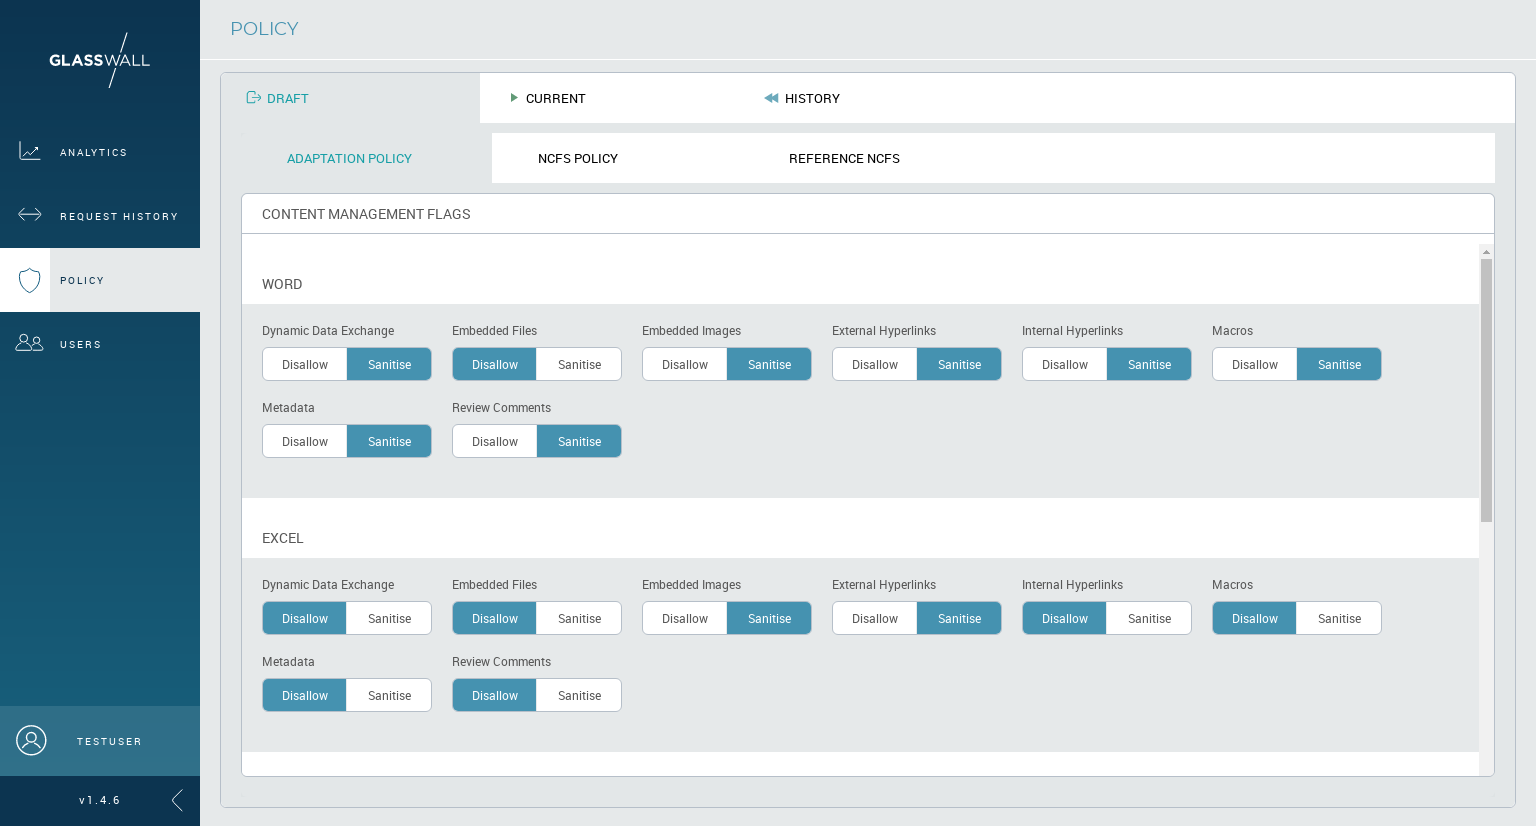 GLASSWALL
ANALYTICS
REQUEST HISTORY
POLICY
USERS
TESTUSER
v1.4.6
POLICY
DRAFT CURRENT HISTORY
ADAPTATION POLICY NCFS POLICY REFERENCE NCFS
CONTENT MANAGEMENT FLAGS
WORD
Dynamic Data Exchange Embedded Files Embedded Images External Hyperlinks Internal Hyperlinks Macros
Disallow Sanitise Disallow Sanitise Disallow Sanitise Disallow Sanitise Disallow Sanitise Disallow Sanitise
Metadata Review Comments
Disallow Sanitise Disallow Sanitise
EXCEL
Dynamic Data Exchange Embedded Files Embedded Images External Hyperlinks Internal Hyperlinks Macros
Disallow Sanitise Disallow Sanitise Disallow Sanitise Disallow Sanitise Disallow Sanitise Disallow Sanitise
Metadata Review Comments
Disallow Sanitise Disallow Sanitise